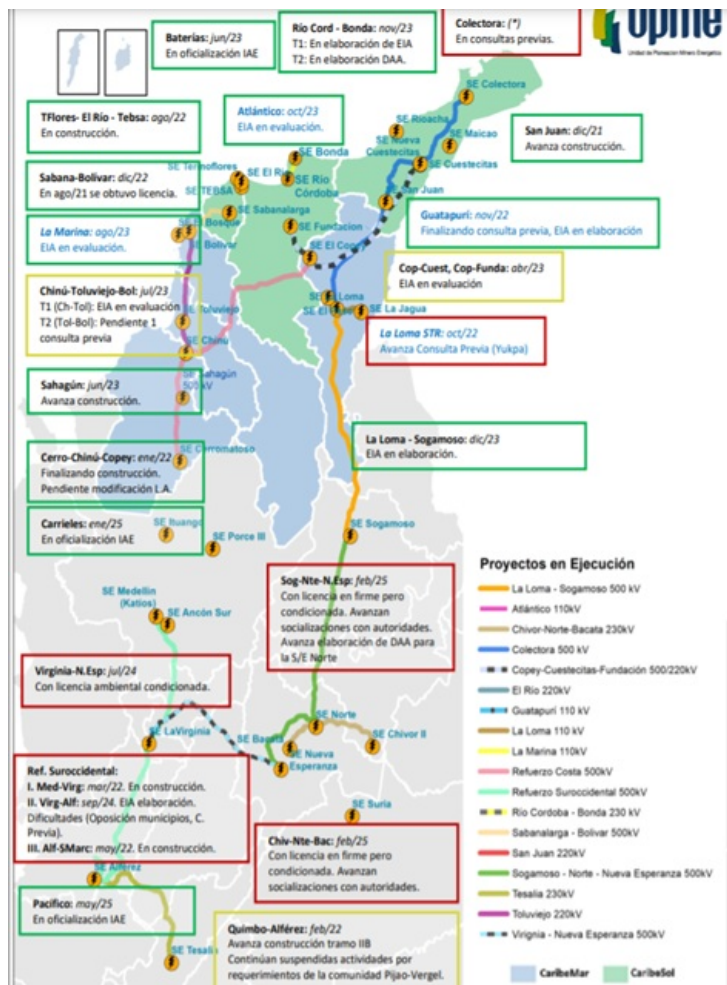 upme
Unidad de Planeación Minero Energética
Baterías: jun/23
En oficialización IAE
Río Cord - Bonda: nov/23
T1: En elaboración de EIA
T2: En elaboración DAA.
Colectora: (*)
En consultas previas.
TFlores- El Río - Tebsa: ago/22
En construcción.
Atlántico: oct/23
EIA en evaluación.
San Juan: dic/21
Avanza construcción.
Sabana-Bolívar: dic/22
En ago/21 se obtuvo licencia.
La Marina: ago/23
EIA en evaluación.
Guatapurí: nov/22
Finalizando consulta previa, EIA en elaboración
Chinú-Toluviejo-Bol: jul/23
T1 (Ch-Tol): EIA en evaluación
T2 (Tol-Bol): Pendiente 1
consulta previa
Cop-Cuest, Cop-Funda: abr/23
EIA en evaluación
La Loma STR: oct/22
Avanza Consulta Previa (Yukpa)
Sahagún: jun/23
Avanza construcción.
La Loma - Sogamoso: dic/23
EIA en elaboración.
Cerro-Chinú-Copey: ene/22
Finalizando construcción.
Pendiente modificación L.A.
Carrieles: ene/25
En oficialización IAE
Sog-Nte-N.Esp: feb/25
Con licencia en firme pero
condicionada. Avanzan
socializaciones con autoridades.
Avanza elaboración de DAA para
la S/E Norte
Virginia-N.Esp: jul/24
Con licencia ambiental condicionada.
Ref. Suroccidental:
I. Med-Virg: mar/22. En construcción.
II. Virg-Alf: sep/24. EIA elaboración.
Dificultades (Oposición municipios, C.
Previa).
III. Alf-SMarc: may/22. En construcción.
Chiv-Nte-Bac: feb/25
Con licencia en firme pero
condicionada. Avanzan
socializaciones con autoridades.
Pacífico: may/25
En oficialización IAE
Quimbo-Alférez: feb/22
Avanza construcción tramo IIB
Continúan suspendidas actividades por
requerimientos de la comunidad Pijao-Vergel.
SE Colectora
SE Rioacha
SE Maicao
SE Nueva
Cuestecitas
SE Cuestecitas
San Juan
SE Bonda
SE Termoflores
SE El Río
SE TEBSA
SE Río
Córdoba
SE Sabanalarga
SE Fundacion
SE El Bosque
SE Bolívar
SE El Copey
Loma
SE La Jagua
SE Toluviejo
SE Chinú
SE Sahagún
500 kV
SE Cerromatoso
SE Ituango
SE Porce III
SE Sogamoso
SE Medellín
(Katios)
SE Ancón Sur
SE LaVirginia
SE Norte
SE Bacatá
SE Nueva
Esperanza
SE Chivor II
SE Suria
SE Alférez
SE Tesalia
Proyectos en Ejecución
La Loma - Sogamoso 500 kV
Atlántico 110kV
Chivor-Norte-Bacata 230kV
Colectora 500 kV
Copey-Cuestecitas-Fundación 500/220kV
El Río 220kV
Guatapurí 110 kV
La Loma 110 kV
La Marina 110kV
Refuerzo Costa 500kV
Refuerzo Suroccidental 500kV
Río Cordoba - Bonda 230 kV
Sabanalarga - Bolivar 500kV
San Juan 220kV
Sogamoso - Norte - Nueva Esperanza 500kV
Tesalia 230kV
Toluviejo 220kV
Virignia - Nueva Esperanza 500kV
CaribeMar
CaribeSol